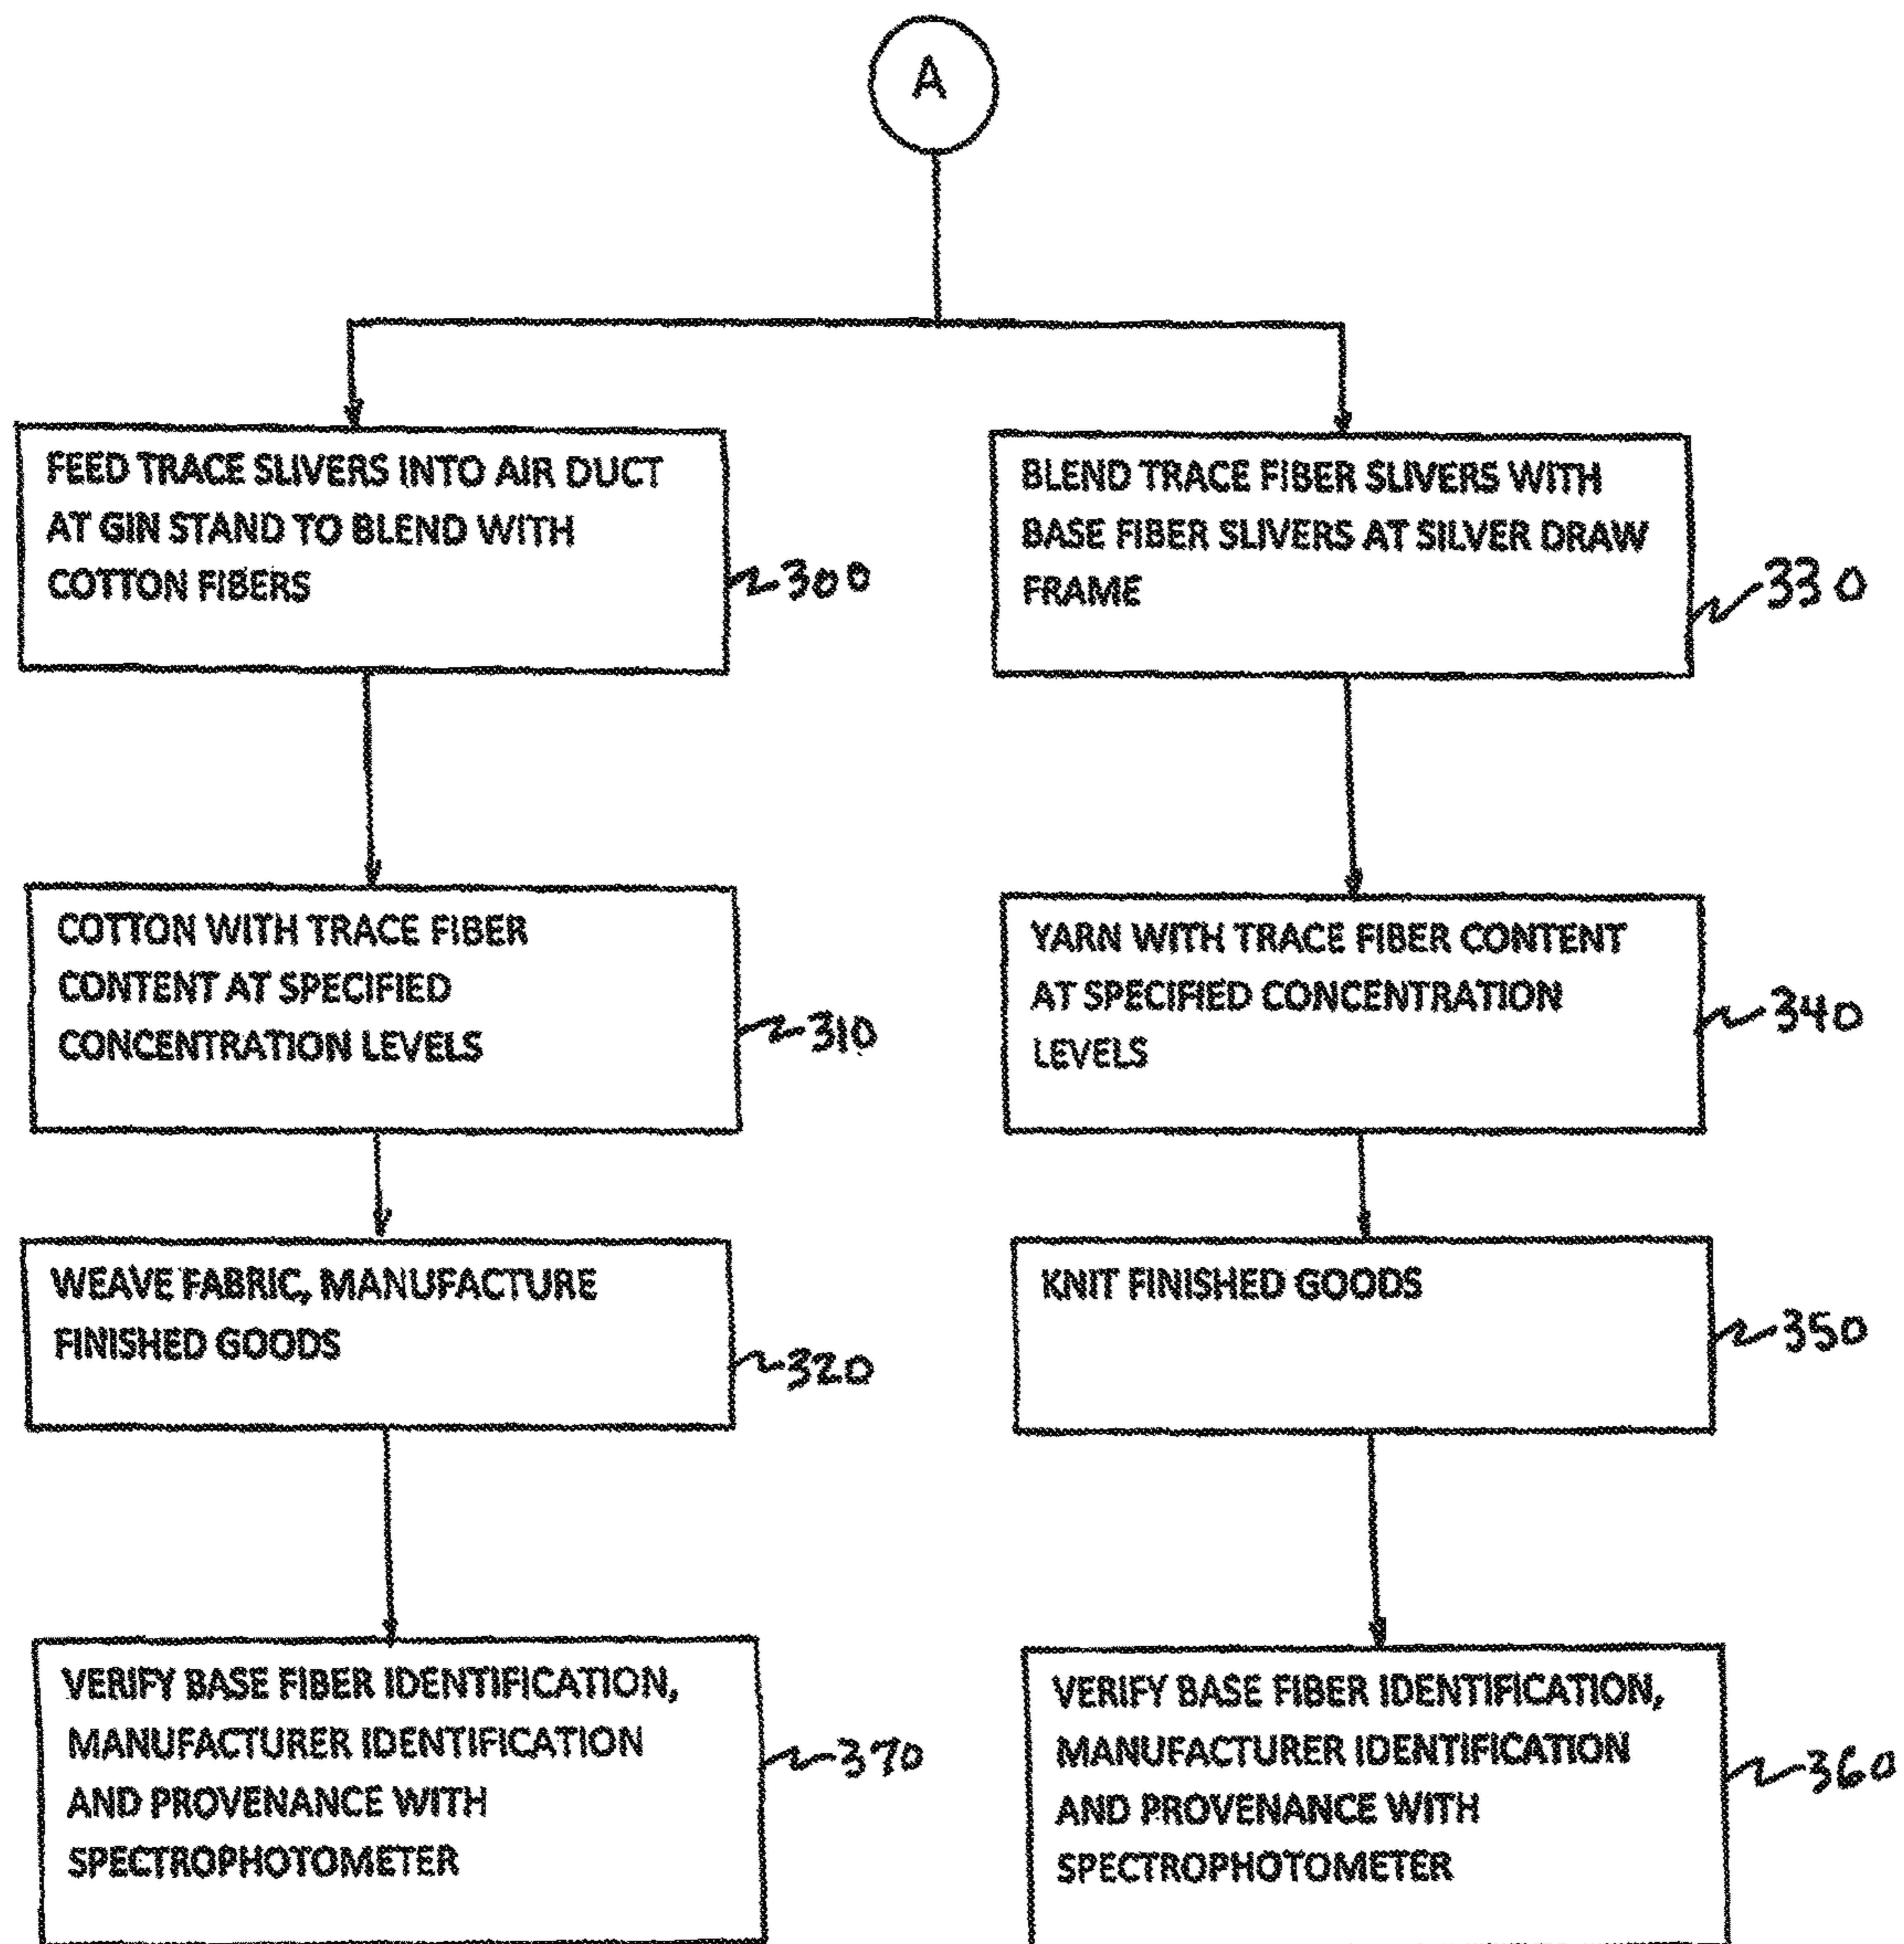 A
FEED TRACE SLIVERS INTO AIR DUCT
AT GIN STAND TO BLEND WITH
COTTON FIBERS
300
BLEND TRACE FIBER SLIVERS WITH
BASE FIBER SLIVERS AT SILVER DRAW
FRAME
330
COTTON WITH TRACE FIBER
CONTENT AT SPECIFIED
CONCENTRATION LEVELS
310
YARN WITH TRACE FIBER CONTENT
AT SPECIFIED CONCENTRATION
LEVELS
340
WEAVE FABRIC, MANUFACTURE
FINISHED GOODS
320
KNIT FINISHED GOODS
350
VERIFY BASE FIBER IDENTIFICATION,
MANUFACTURER IDENTIFICATION
AND PROVENANCE WITH
SPECTROPHOTOMETER
370
VERIFY BASE FIBER IDENTIFICATION,
MANUFACTURER IDENTIFICATION
AND PROVENANCE WITH
SPECTROPHOTOMETER
360